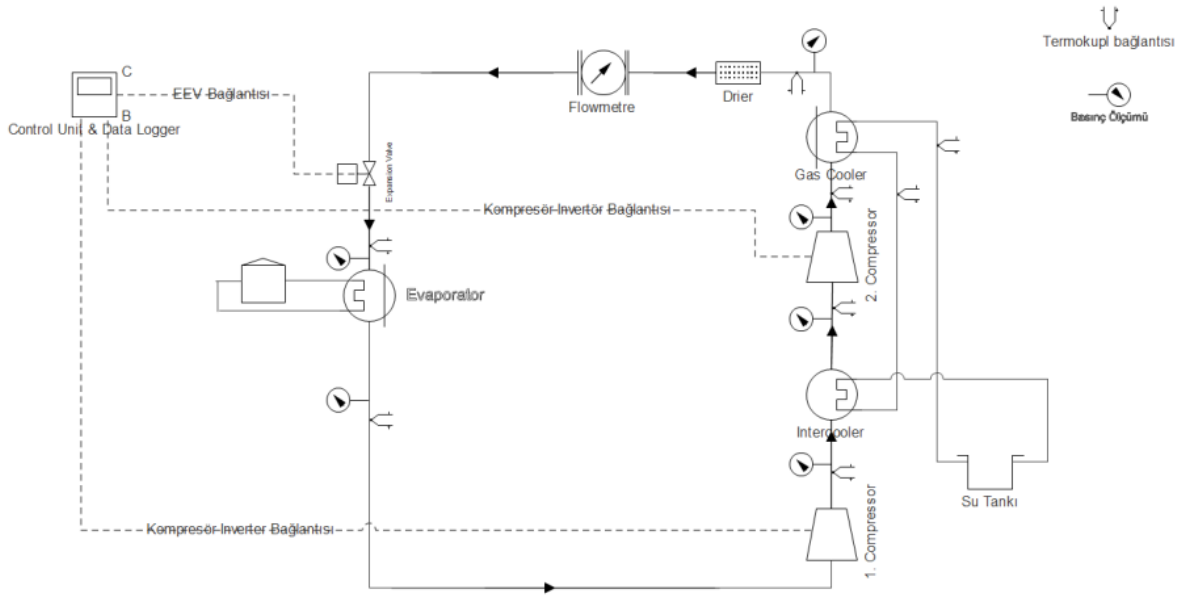 Termokupl bağlantısı
C
EEV Bağlantısı
B
Control Unit & Data Logger
Flowmetre
Drier
Basınç Ölçümü
Expansion Valve
Gas Cooler
Kompresör-Invertör Bağlantısı
2. Compressor
Evaporator
Intercooler
Su Tankı
1. Compressor
Kompresör-Inverter Bağlantısı